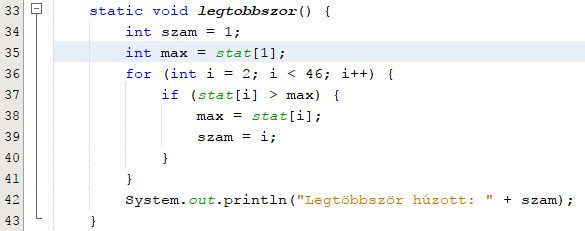 33 static void legtobbszor() {
34 int szam = 1;
35 int max = stat[1];
36 for (int i = 2; i < 46; i++) {
37 if (stat[i] > max) {
38 max = stat[i];
39 szam = i;
40 }
41 }
42 System.out.println("Legtöbbször húzott: " + szam);
43 }